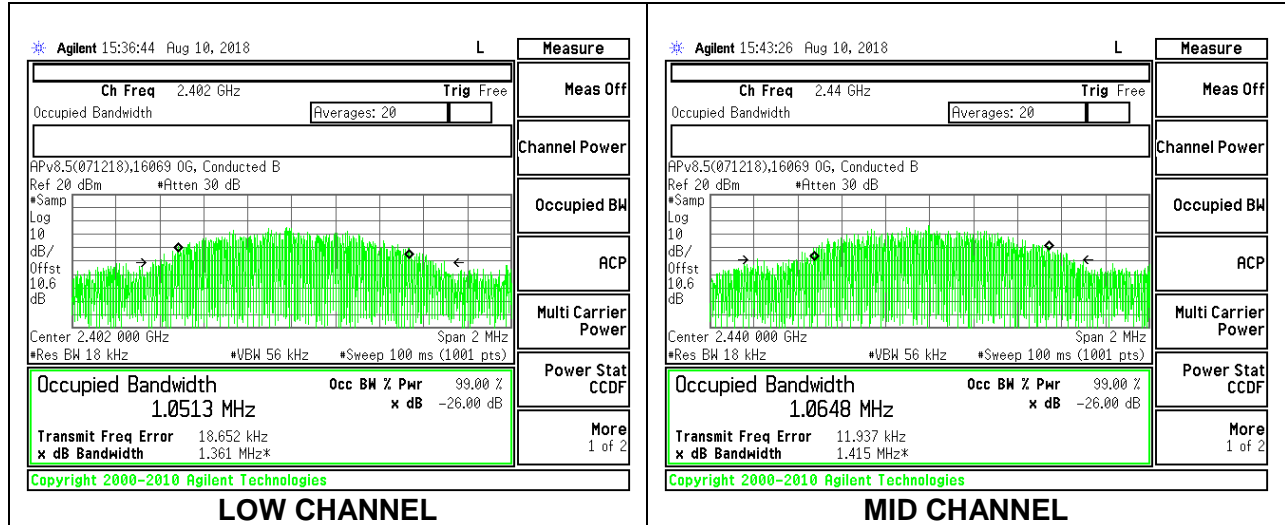 Agilent 15:36:44 Aug 10, 2018 L
Measure
Ch Freq 2.402 GHz Trig Free
Meas Off
Occupied Bandwidth Averages: 20
Channel Power
APv8.5(071218),16069 OG, Conducted B
Ref 20 dBm #Atten 30 dB
#Samp
Log
10
dB/
Offst
10.6
dB
Occupied BW
ACP
Multi Carrier
Power
Center 2.402 000 GHz Span 2 MHz
#Res BW 18 kHz #VBW 56 kHz #Sweep 100 ms (1001 pts)
Power Stat
CCDF
Occupied Bandwidth Occ BW % Pwr 99.00 %
1.0513 MHz x dB -26.00 dB
Transmit Freq Error 18.652 kHz
x dB Bandwidth 1.361 MHz*
More
1 of 2
Copyright 2000-2010 Agilent Technologies
LOW CHANNEL
Agilent 15:43:26 Aug 10, 2018 L
Measure
Ch Freq 2.44 GHz Trig Free
Meas Off
Occupied Bandwidth Averages: 20
Channel Power
APv8.5(071218),16069 OG, Conducted B
Ref 20 dBm #Atten 30 dB
#Samp
Log
10
dB/
Offst
10.6
dB
Occupied BW
ACP
Multi Carrier
Power
Center 2.440 000 GHz Span 2 MHz
#Res BW 18 kHz #VBW 56 kHz #Sweep 100 ms (1001 pts)
Power Stat
CCDF
Occupied Bandwidth Occ BW % Pwr 99.00 %
1.0648 MHz x dB -26.00 dB
Transmit Freq Error 11.937 kHz
x dB Bandwidth 1.415 MHz*
More
1 of 2
Copyright 2000-2010 Agilent Technologies
MID CHANNEL